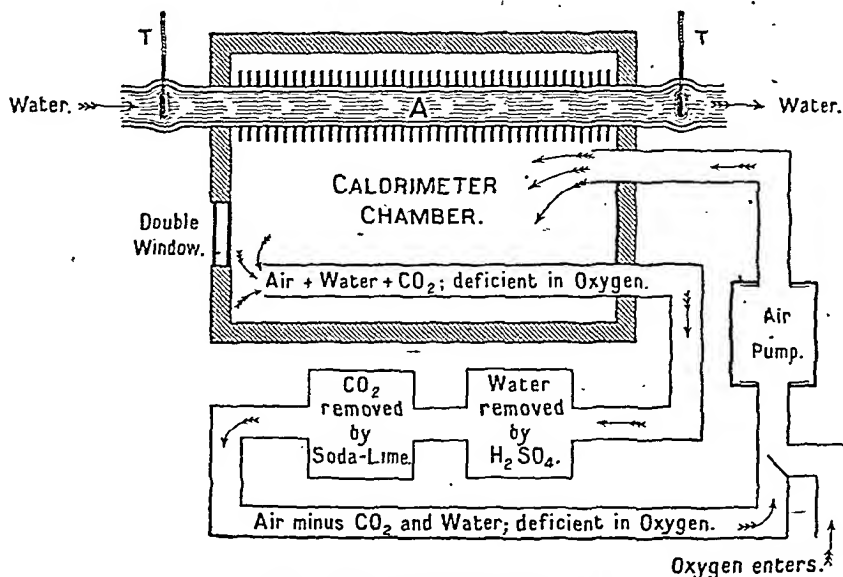 T
T
Water.
A
Water.
CALORIMETER
CHAMBER.
Double
Window.
Air + Water + CO₂; deficient in Oxygen.
Air
Pump.
CO₂
removed
by
Soda-Lime.
Water
removed
by
H₂SO₄.
Air minus CO₂ and Water; deficient in Oxygen.
Oxygen enters.